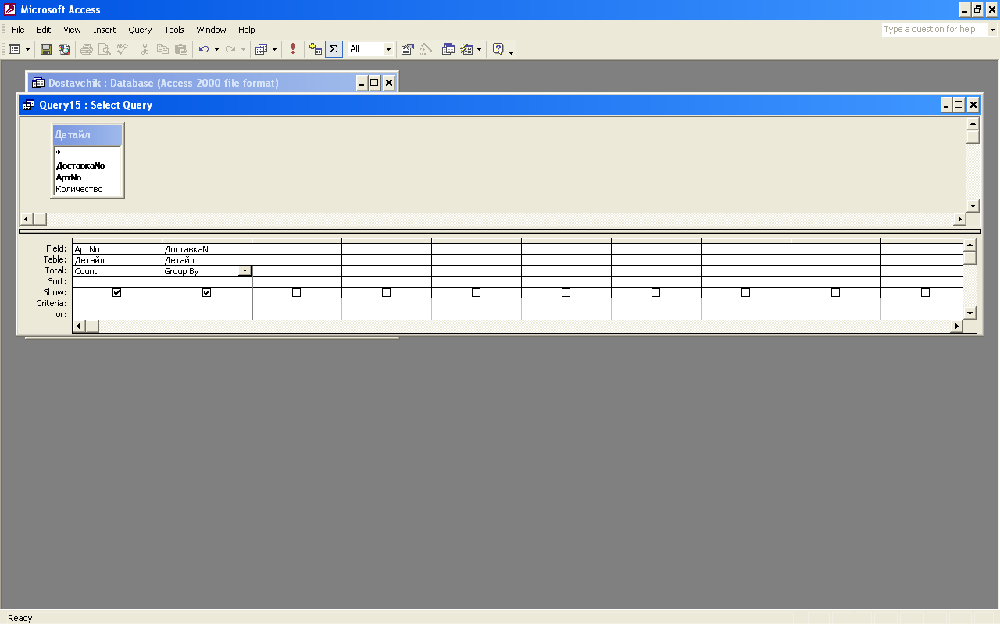 Microsoft Access
File Edit View Insert Query Tools Window Help
Type a question for help
All
Dostavchik : Database (Access 2000 file format)
Query15 : Select Query
Детайл
*
ДоставкаNo
АртNo
Количество
Field: АртNo ДоставкаNo
Table: Детайл Детайл
Total: Count Group By
Sort:
Show:
Criteria:
or:
Ready